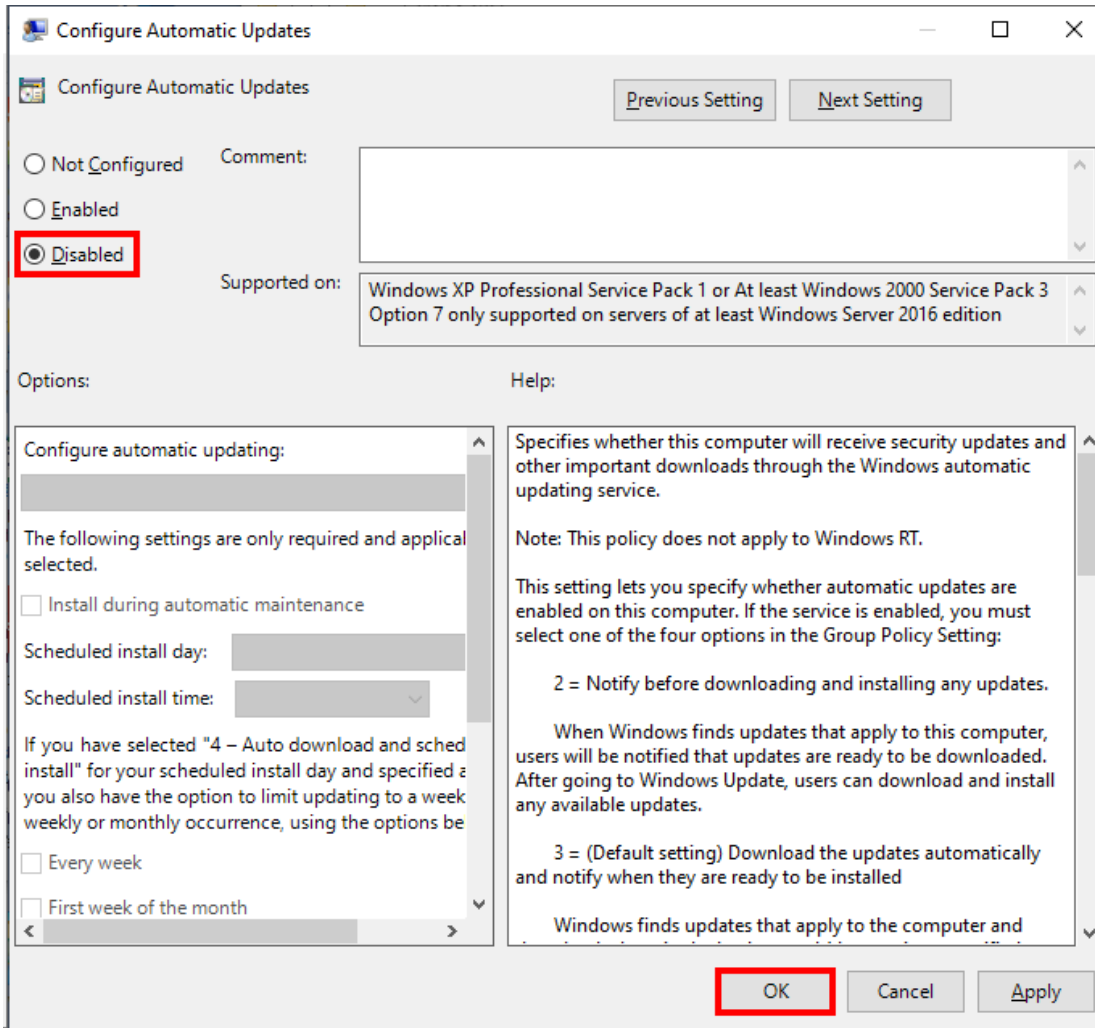 Configure Automatic Updates
Configure Automatic Updates
Previous Setting
Next Setting
Not Configured
Comment:
Enabled
Disabled
Supported on:
Windows XP Professional Service Pack 1 or At least Windows 2000 Service Pack 3
Option 7 only supported on servers of at least Windows Server 2016 edition
Options:
Help:
Configure automatic updating:
The following settings are only required and applical
selected.
Install during automatic maintenance
Scheduled install day:
Scheduled install time:
If you have selected "4 – Auto download and sched
install" for your scheduled install day and specified a
you also have the option to limit updating to a week
weekly or monthly occurrence, using the options be
Every week
First week of the month
Specifies whether this computer will receive security updates and
other important downloads through the Windows automatic
updating service.
Note: This policy does not apply to Windows RT.
This setting lets you specify whether automatic updates are
enabled on this computer. If the service is enabled, you must
select one of the four options in the Group Policy Setting:
2 = Notify before downloading and installing any updates.
When Windows finds updates that apply to this computer,
users will be notified that updates are ready to be downloaded.
After going to Windows Update, users can download and install
any available updates.
3 = (Default setting) Download the updates automatically
and notify when they are ready to be installed
Windows finds updates that apply to the computer and
OK
Cancel
Apply